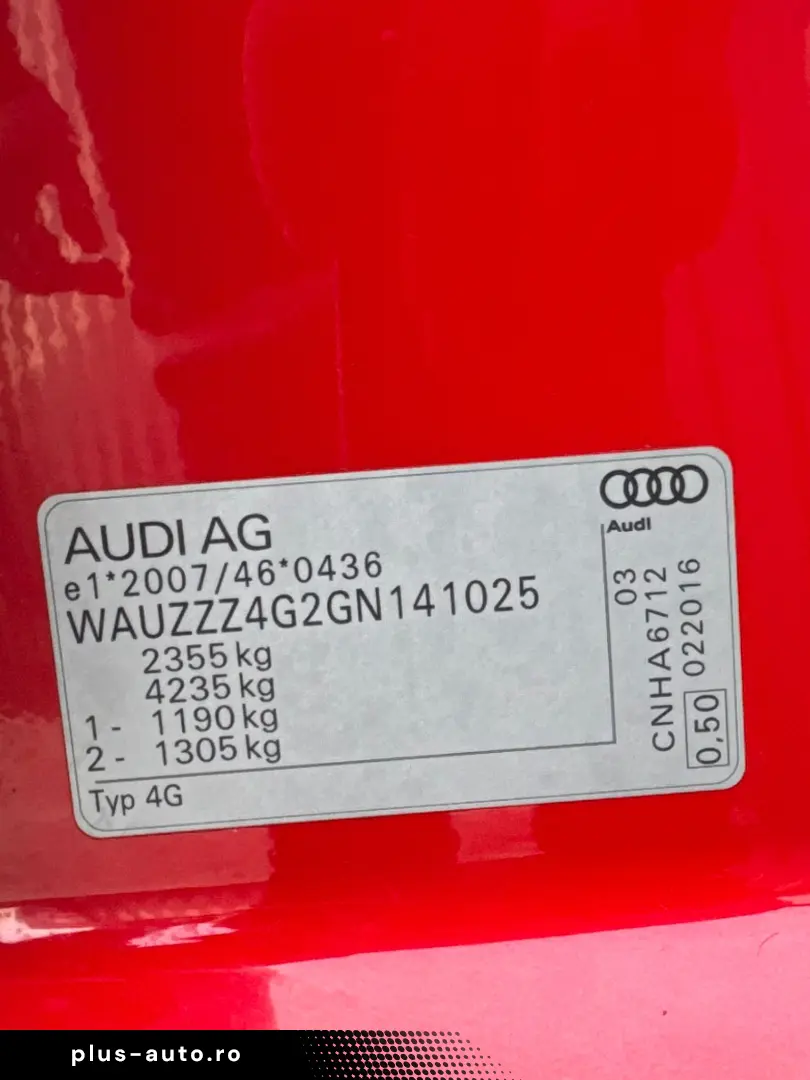 AUDI AG
e1*2007/46*0436
WAUZZZ4G2GN141025
2355 kg
4235 kg
1 - 1190 kg
2 - 1305 kg
Typ 4G
Audi
03
CNHA6712
022016
0,50
plus-auto.ro